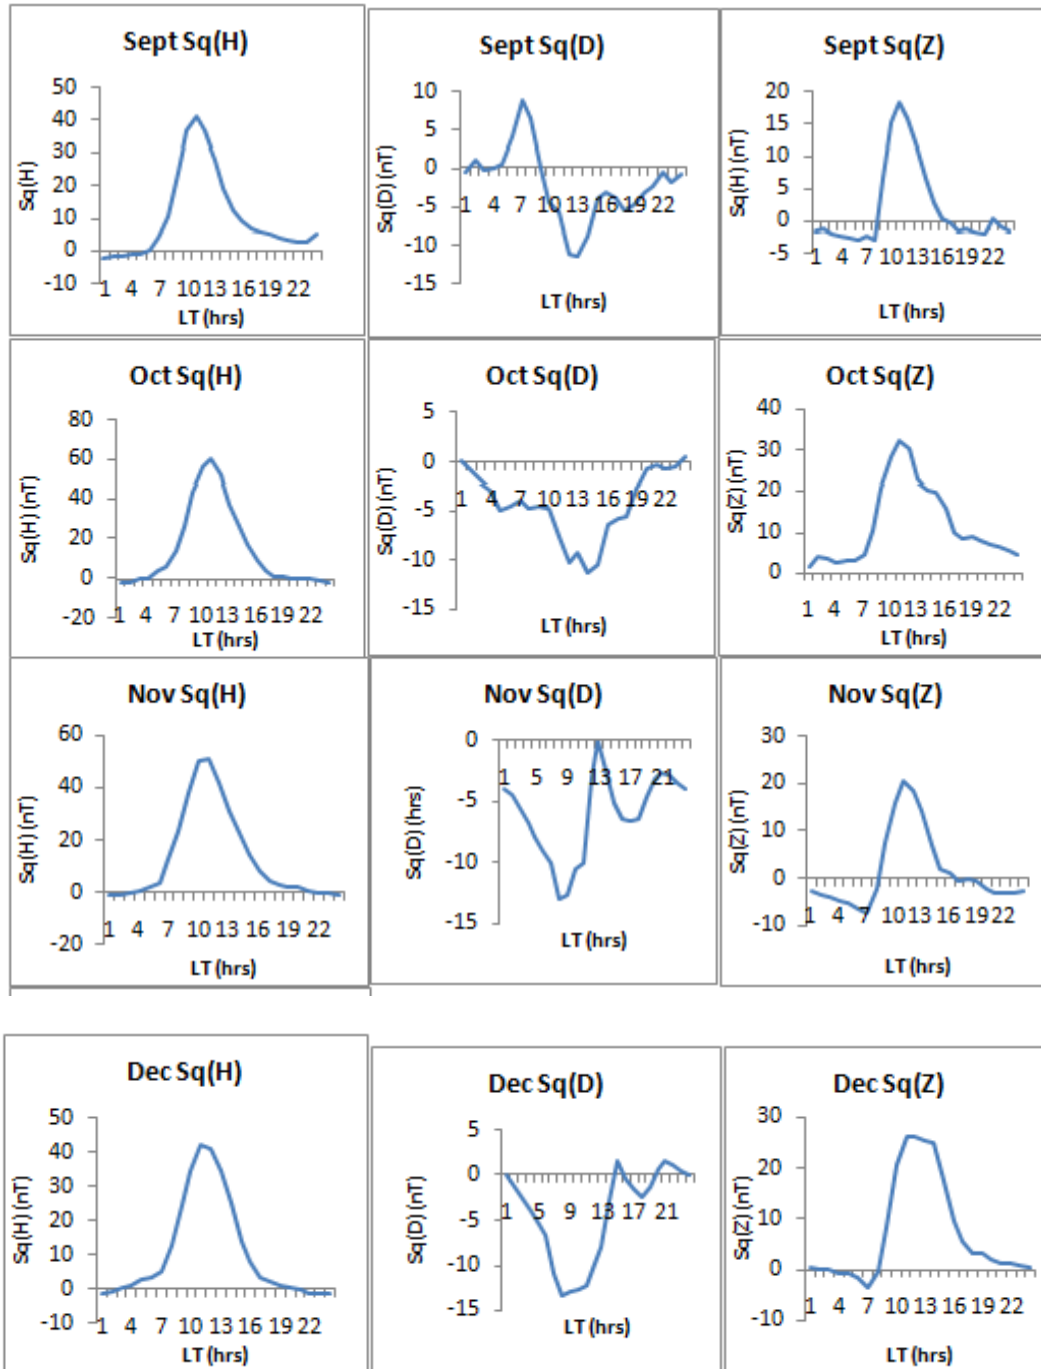 Sept Sq(H)
50
40
30
20
10
0
-10
Sq(H)
1 4 7 10 13 16 19 22
LT (hrs)
Sept Sq(D)
10
5
0
-5
-10
-15
Sq(D) (nT)
1 4 7 10 13 16 19 22
LT (hrs)
Sept Sq(Z)
20
15
10
5
0
-5
Sq(H) (nT)
1 4 7 10 13 16 19 22
LT (hrs)
Oct Sq(H)
80
60
40
20
0
-20
Sq(H) (nT)
1 4 7 10 13 16 19 22
LT (hrs)
Oct Sq(D)
5
0
-5
-10
-15
Sq(D) (nT)
1 4 7 10 13 16 19 22
LT (hrs)
Oct Sq(Z)
40
30
20
10
0
Sq(Z) (nT)
1 4 7 10 13 16 19 22
LT (hrs)
Nov Sq(H)
60
40
20
0
-20
Sq(H) (nT)
1 4 7 10 13 16 19 22
LT (hrs)
Nov Sq(D)
0
-5
-10
-15
Sq(D) (hrs)
1 5 9 13 17 21
LT (hrs)
Nov Sq(Z)
30
20
10
0
-10
Sq(Z) (nT)
1 4 7 10 13 16 19 22
LT (hrs)
Dec Sq(H)
50
40
30
20
10
0
-10
Sq(H) (nT)
1 4 7 10 13 16 19 22
LT (hrs)
Dec Sq(D)
5
0
-5
-10
-15
Sq(D) (nT)
1 5 9 13 17 21
LT (hrs)
Dec Sq(Z)
30
20
10
0
-10
Sq(Z) (nT)
1 4 7 10 13 16 19 22
LT (hrs)